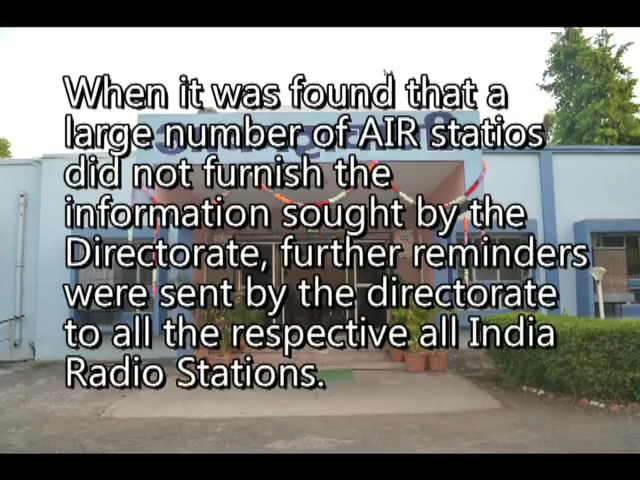 When it was found that a
large number of AIR statios
did not furnish the
information sought by the
Directorate, further reminders
were sent by the directorate
to all the respective all India
Radio Stations.